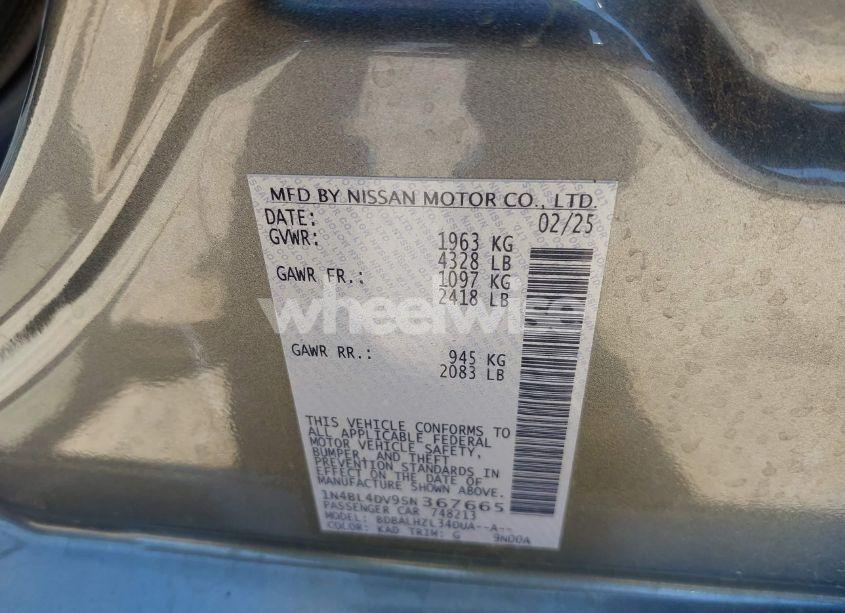 MFD BY NISSAN MOTOR CO., LTD.
DATE: 02/25
GVWR: 1963 KG
4328 LB
GAWR FR.: 1097 KG
2418 LB
wheelwise
GAWR RR.: 945 KG
2083 LB
THIS VEHICLE CONFORMS TO
ALL APPLICABLE FEDERAL
MOTOR VEHICLE SAFETY,
BUMPER, AND THEFT
PREVENTION STANDARDS IN
EFFECT ON THE DATE OF
MANUFACTURE SHOWN ABOVE.
1N4BL4DV9SN367665
PASSENGER CAR 748213
MODEL: BDBALHZL340UA--A--
COLOR: KAD TRIM: G 9N00A